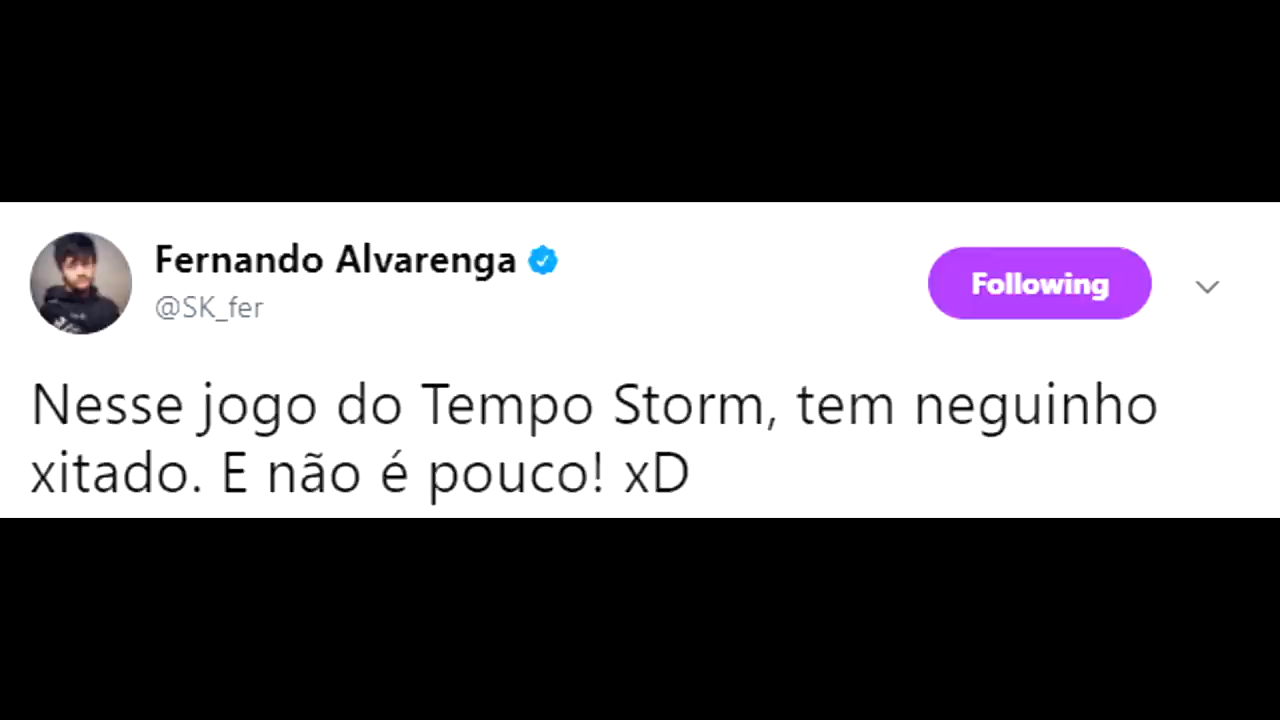 Fernando Alvarenga
@SK_fer
Following
Nesse jogo do Tempo Storm, tem neguinho
xitado. E não é pouco! xD